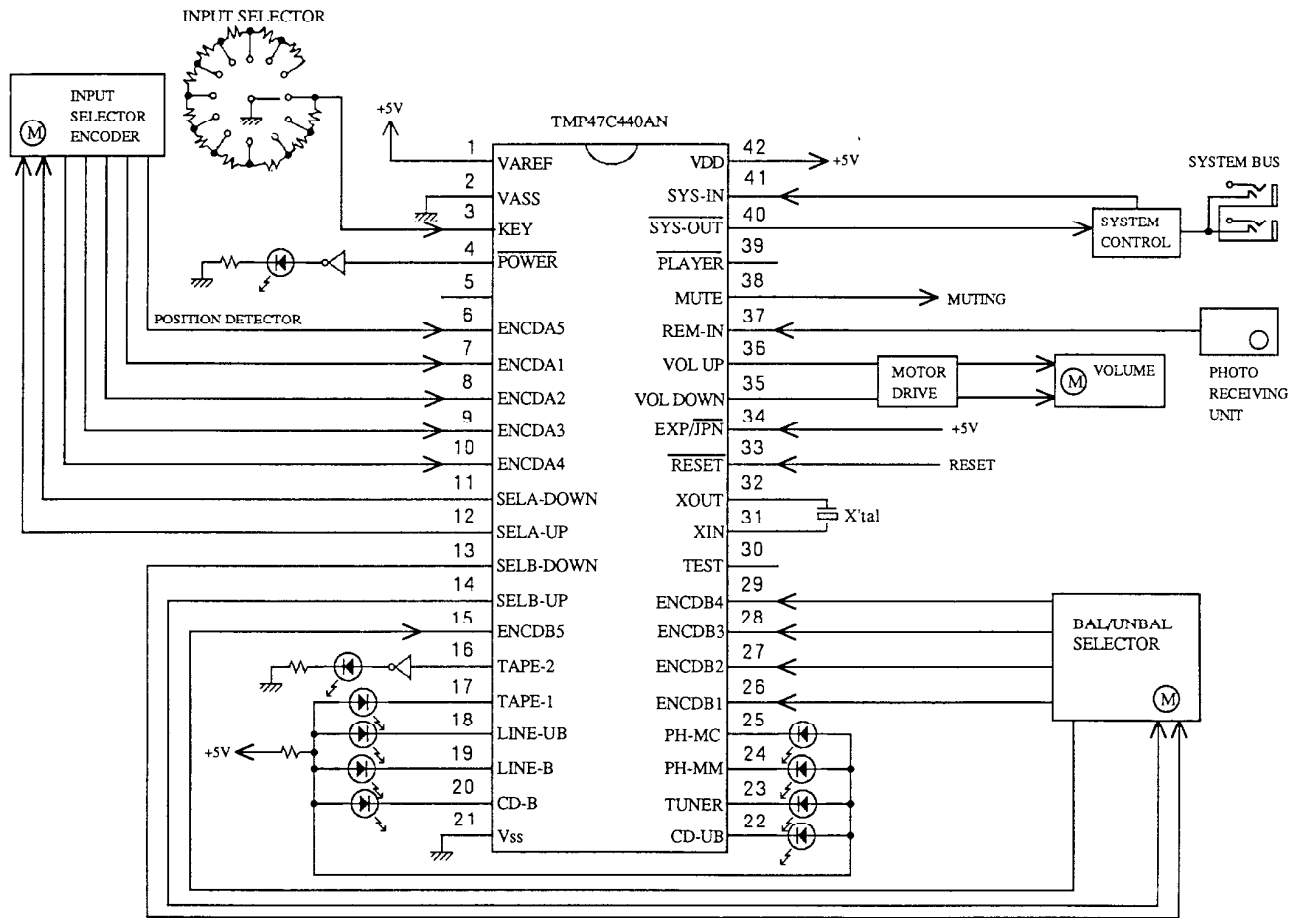 INPUT SELECTOR
INPUT
SELECTOR
ENCODER
M
+5V
TMP47C440AN
1 VAREF
2 VASS
3 KEY
4 POWER
5
POSITION DETECTOR
6 ENCDA5
7 ENCDA1
8 ENCDA2
9 ENCDA3
10 ENCDA4
11 SELA-DOWN
12 SELA-UP
13 SELB-DOWN
14 SELB-UP
15 ENCDB5
16 TAPE-2
17 TAPE-1
18 LINE-UB
+5V
19 LINE-B
20 CD-B
21 Vss
VDD 42
+5V
SYS-IN 41
SYS-OUT 40
PLAYER 39
MUTE 38
MUTING
REM-IN 37
VOL UP 36
VOL DOWN 35
EXP/JPN 34
+5V
RESET 33
RESET
XOUT 32
XIN 31
X'tal
TEST 30
ENCDB4 29
ENCDB3 28
ENCDB2 27
ENCDB1 26
PH-MC 25
PH-MM 24
TUNER 23
CD-UB 22
SYSTEM BUS
SYSTEM
CONTROL
MOTOR
DRIVE
M VOLUME
PHOTO
RECEIVING
UNIT
BAL/UNBAL
SELECTOR
M